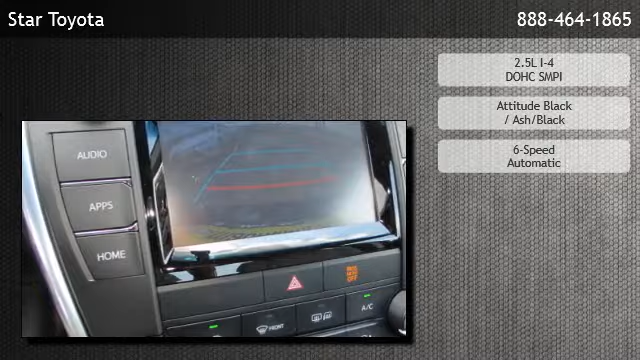 Star Toyota
888-464-1865
2.5L I-4
DOHC SMPI
Attitude Black
/ Ash/Black
6-Speed
Automatic
AUDIO
APPS
HOME
FRONT
A/C